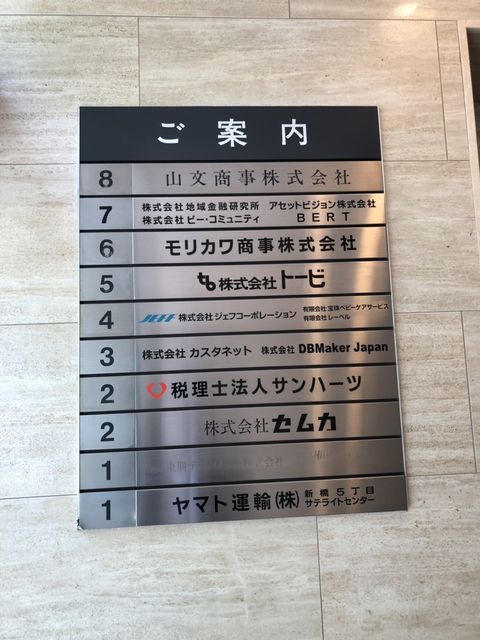 ご案内
8 山文商事株式会社
7 株式会社地域金融研究所 アセットビジョン株式会社
株式会社ビー・コミュニティ BERT
6 モリカワ商事株式会社
5 株式会社トービ
4 JEFF 株式会社ジェフコーポレーション 有限会社宝珠ベビーケアサービス
有限会社レーベル
3 株式会社 カスタネット 株式会社 DBMaker Japan
2 税理士法人サンハーツ
2 株式会社セムカ
1 株式会社
1 ヤマト運輸(株) 新橋5丁目
サテライトセンター